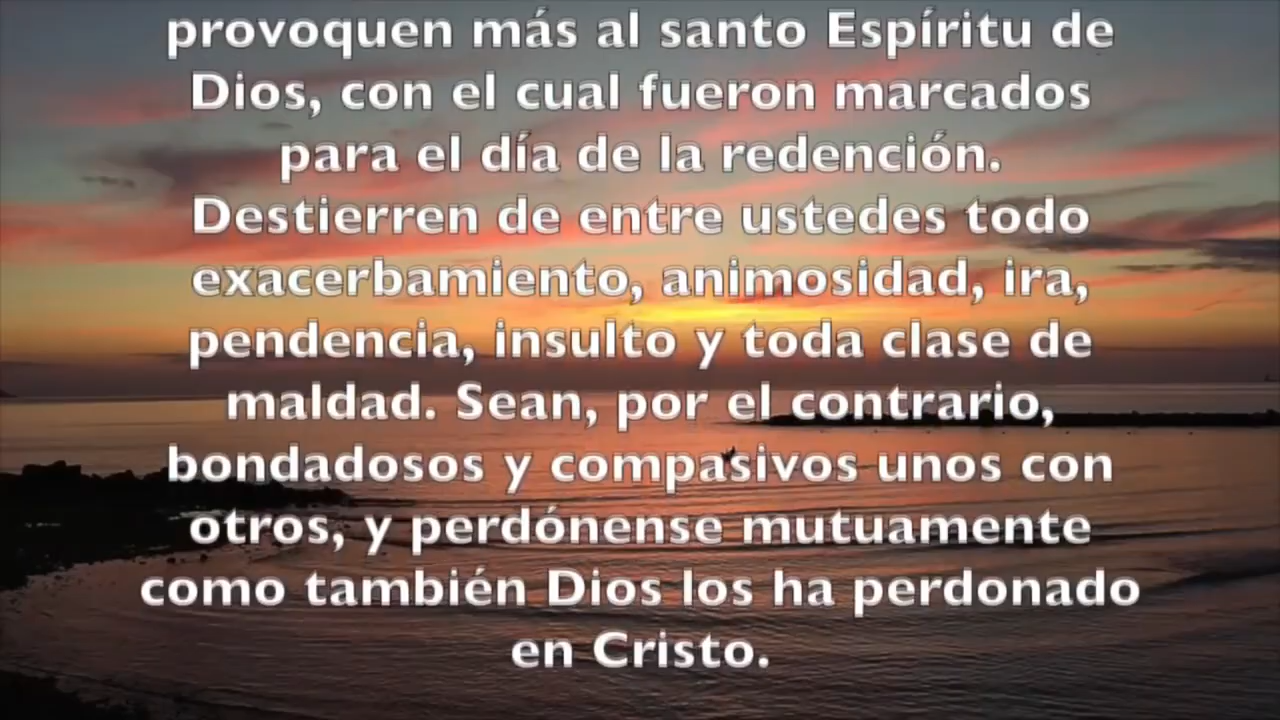 provoquen más al santo Espíritu de
Dios, con el cual fueron marcados
para el día de la redención.
Destierren de entre ustedes todo
exacerbamiento, animosidad, ira,
pendencia, insulto y toda clase de
maldad. Sean, por el contrario,
bondadosos y compasivos unos con
otros, y perdónense mutuamente
como también Dios los ha perdonado
en Cristo.